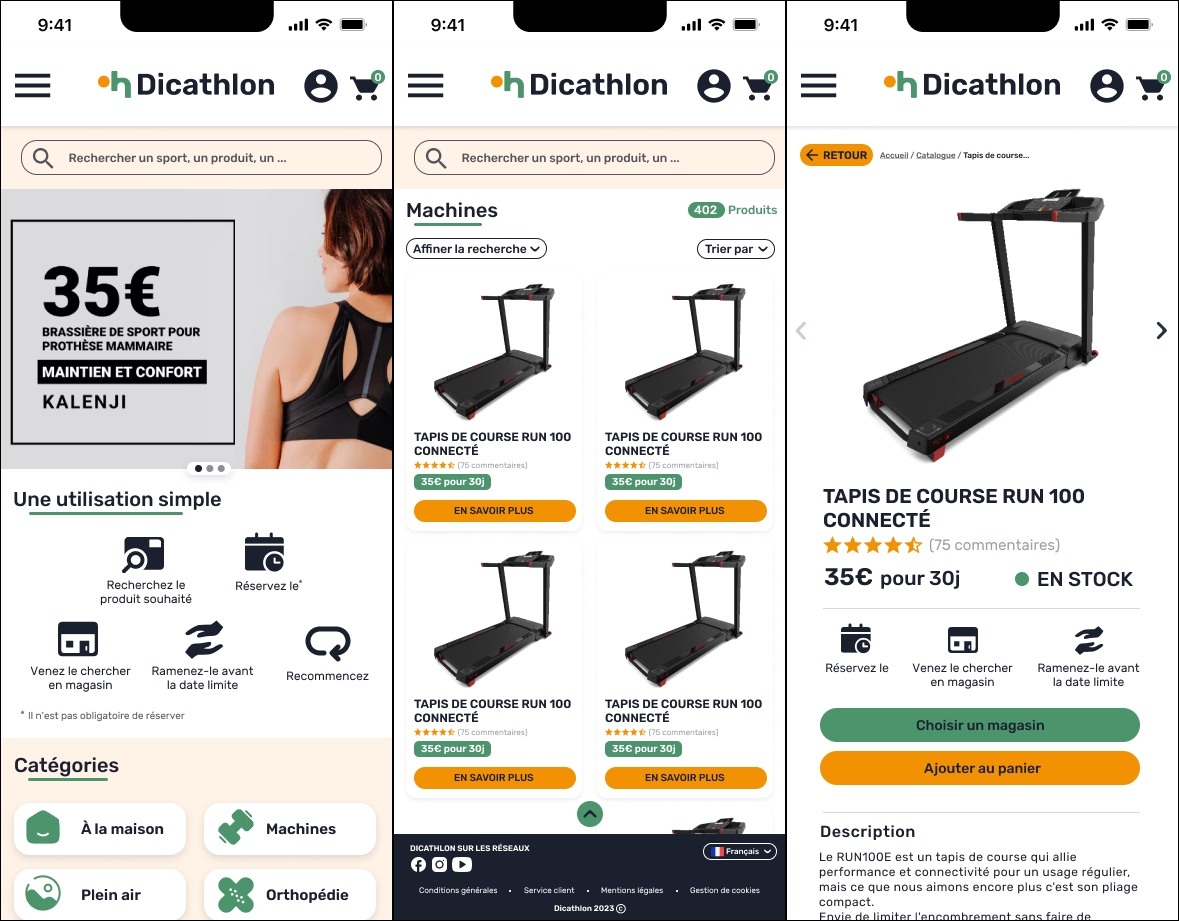 9:41
Dicathlon
0
Rechercher un sport, un produit, un ...
35€
BRASSIÈRE DE SPORT POUR
PROTHÈSE MAMMAIRE
MAINTIEN ET CONFORT
KALENJI
Une utilisation simple
Recherchez le
produit souhaité
Réservez le*
Venez le chercher
en magasin
Ramenez-le avant
la date limite
Recommencez
* Il n'est pas obligatoire de réserver
Catégories
À la maison
Machines
Plein air
Orthopédie
9:41
Dicathlon
0
Rechercher un sport, un produit, un ...
Machines
402 Produits
Affiner la recherche
Trier par
TAPIS DE COURSE RUN 100
CONNECTÉ
(75 commentaires)
35€ pour 30j
EN SAVOIR PLUS
TAPIS DE COURSE RUN 100
CONNECTÉ
(75 commentaires)
35€ pour 30j
EN SAVOIR PLUS
TAPIS DE COURSE RUN 100
CONNECTÉ
(75 commentaires)
35€ pour 30j
EN SAVOIR PLUS
TAPIS DE COURSE RUN 100
CONNECTÉ
(75 commentaires)
35€ pour 30j
EN SAVOIR PLUS
DICATHLON SUR LES RÉSEAUX
Français
Conditions générales • Service client • Mentions légales • Gestion de cookies
Dicathlon 2023 ©
9:41
Dicathlon
0
RETOUR
Accueil / Catalogue / Tapis de course...
TAPIS DE COURSE RUN 100
CONNECTÉ
(75 commentaires)
35€ pour 30j
EN STOCK
Réservez le
Venez le chercher
en magasin
Ramenez-le avant
la date limite
Choisir un magasin
Ajouter au panier
Description
Le RUN100E est un tapis de course qui allie
performance et connectivité pour un usage régulier,
mais ce que nous aimons encore plus c'est son pliage
compact.
Envie de limiter l'encombrement sans faire de